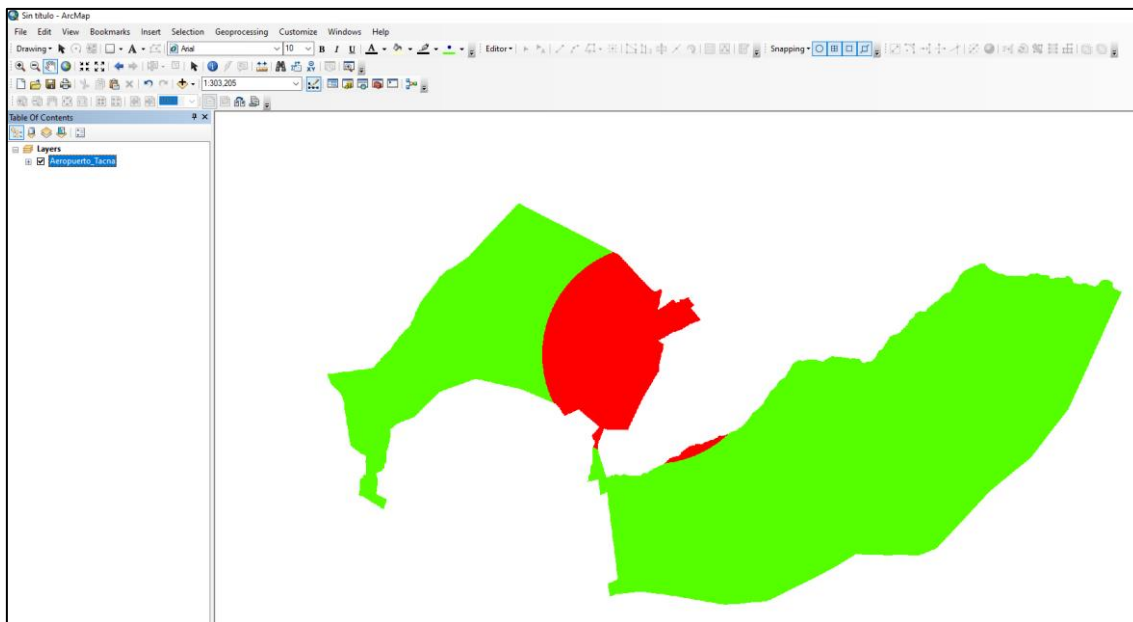 Sin título - ArcMap
File Edit View Bookmarks Insert Selection Geoprocessing Customize Windows Help
Drawing A Arial 10 B I U A Editor Snapping
1:303,205
Table Of Contents
Layers
Aeropuerto_Tacna